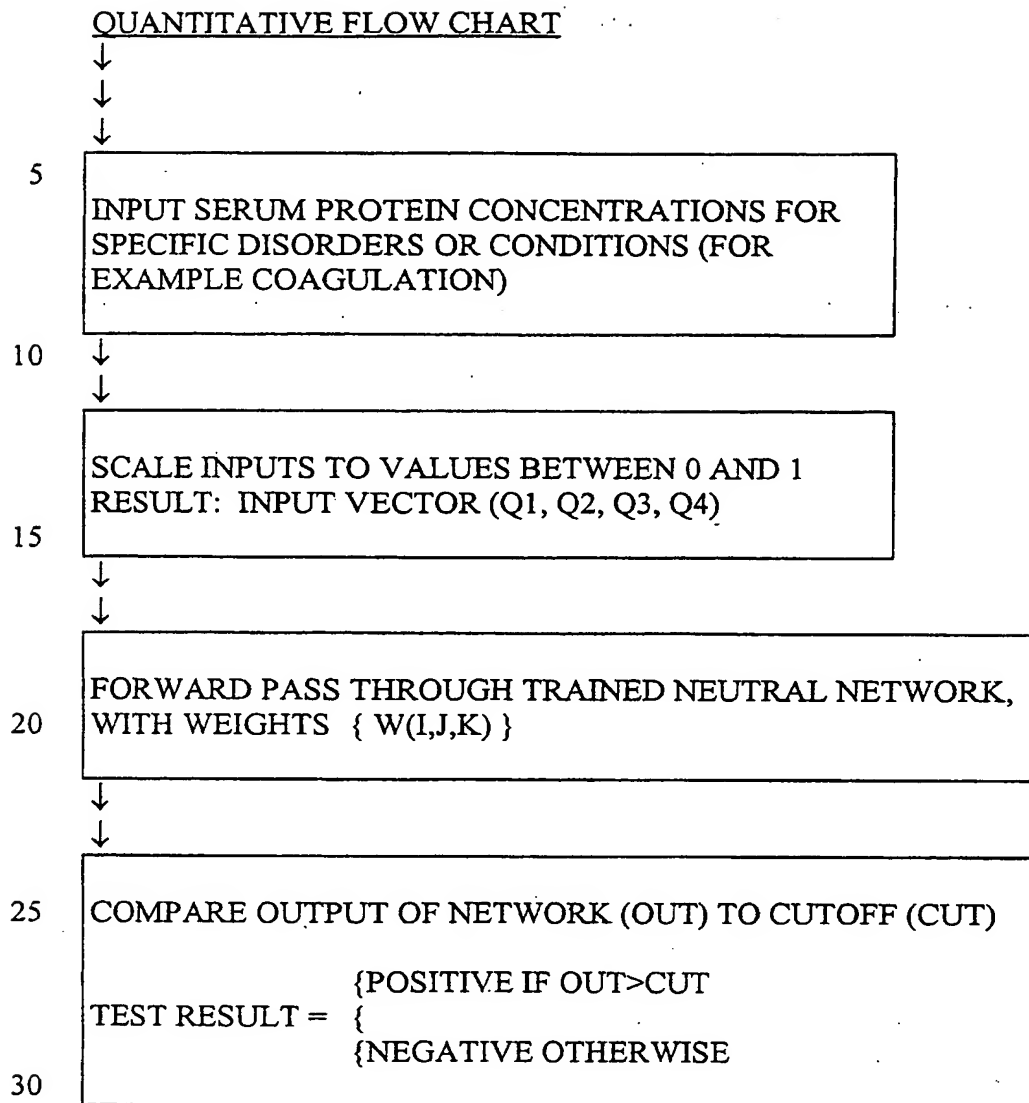 QUANTITATIVE FLOW CHART
↓
↓
↓
5
INPUT SERUM PROTEIN CONCENTRATIONS FOR
SPECIFIC DISORDERS OR CONDITIONS (FOR
EXAMPLE COAGULATION)
10 ↓
↓
SCALE INPUTS TO VALUES BETWEEN 0 AND 1
RESULT: INPUT VECTOR (Q1, Q2, Q3, Q4)
15
↓
↓
FORWARD PASS THROUGH TRAINED NEUTRAL NETWORK,
20 WITH WEIGHTS { W(I,J,K) }
↓
↓
25 COMPARE OUTPUT OF NETWORK (OUT) TO CUTOFF (CUT)
{POSITIVE IF OUT>CUT
TEST RESULT = {
{NEGATIVE OTHERWISE
30